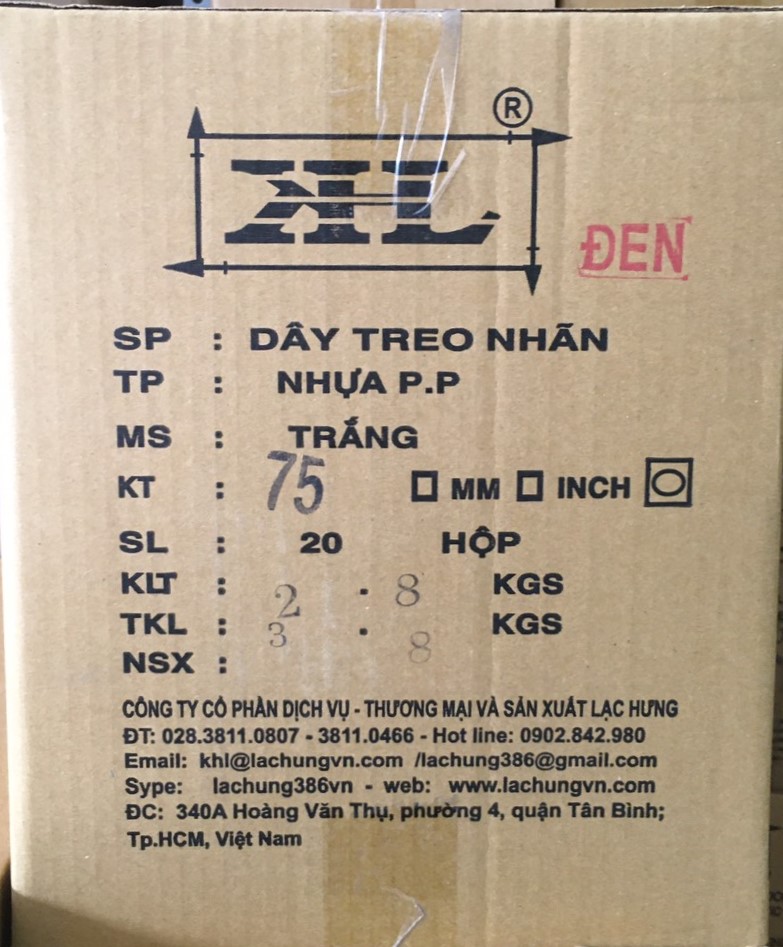 ®
KHL
ĐEN
SP : DÂY TREO NHÃN
TP : NHỰA P.P
MS : TRẮNG
KT : 75 MM INCH
SL : 20 HỘP
KLT : 2 . 8 KGS
TKL : 3 . 8 KGS
NSX :
CÔNG TY CỔ PHẦN DỊCH VỤ - THƯƠNG MẠI VÀ SẢN XUẤT LẠC HƯNG
ĐT: 028.3811.0807 - 3811.0466 - Hot line: 0902.842.980
Email: khl@lachungvn.com /lachung386@gmail.com
Sype: lachung386vn - web: www.lachungvn.com
ĐC: 340A Hoàng Văn Thụ, phường 4, quận Tân Bình;
Tp.HCM, Việt Nam